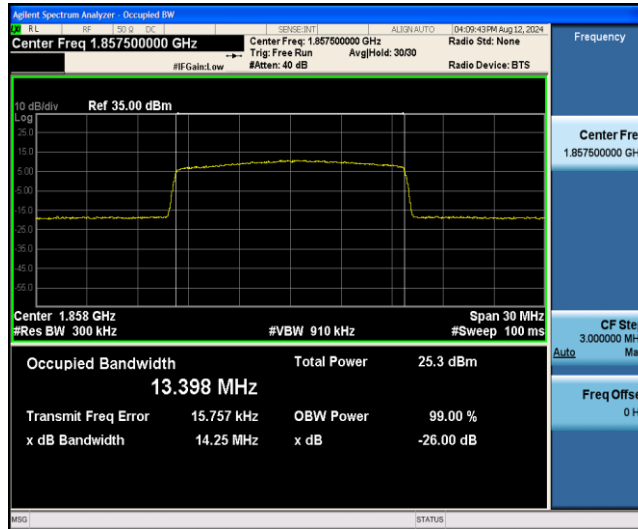 Agilent Spectrum Analyzer - Occupied BW
RL RF 50 Ω DC SENSE:INT ALIGN AUTO 04:09:43PM Aug 12, 2024
Center Freq 1.857500000 GHz
Center Freq: 1.857500000 GHz
Radio Std: None
Trig: Free Run Avg|Hold: 30/30
#IFGain:Low
#Atten: 40 dB
Radio Device: BTS
10 dB/div Ref 35.00 dBm
Log
25.0
15.0
5.00
-5.00
-15.0
-25.0
-35.0
-45.0
-55.0
Center 1.858 GHz Span 30 MHz
#Res BW 300 kHz #VBW 910 kHz #Sweep 100 ms
Occupied Bandwidth Total Power 25.3 dBm
13.398 MHz
Transmit Freq Error 15.757 kHz OBW Power 99.00 %
x dB Bandwidth 14.25 MHz x dB -26.00 dB
MSG STATUS
Frequency
Center Fre
1.857500000 GH
CF Ste
3.000000 MH
Auto Ma
Freq Offse
0 H